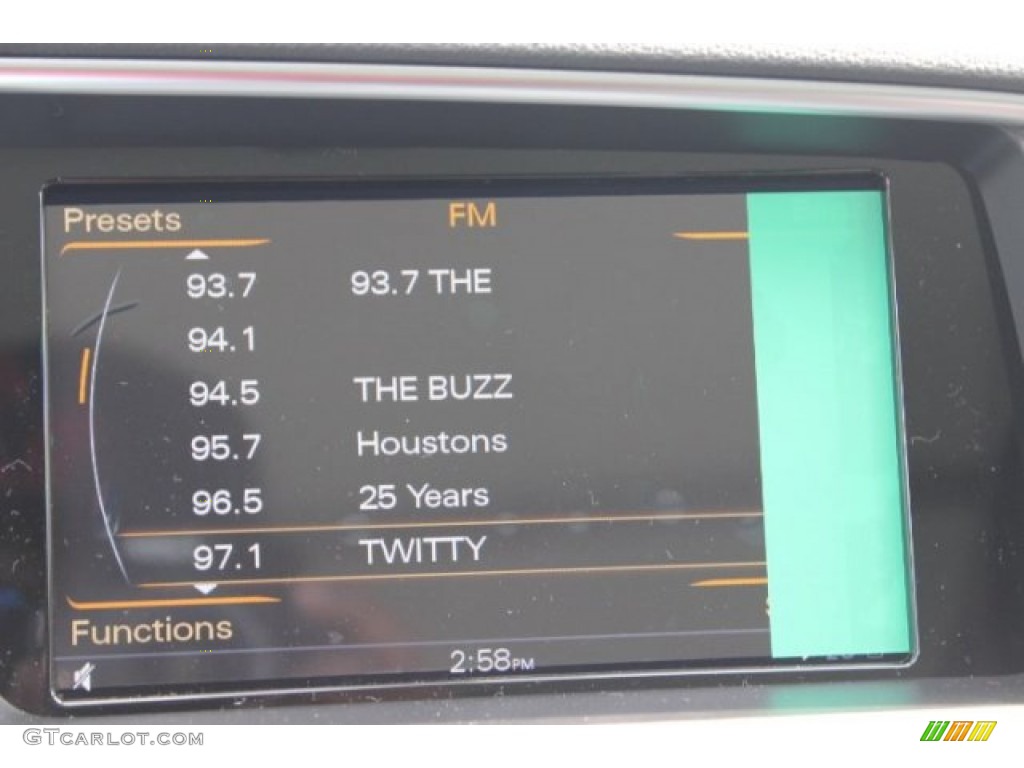 Presets FM
93.7 93.7 THE
94.1
94.5 THE BUZZ
95.7 Houstons
96.5 25 Years
97.1 TWITTY
Functions
2:58PM
GTCARLOT.COM